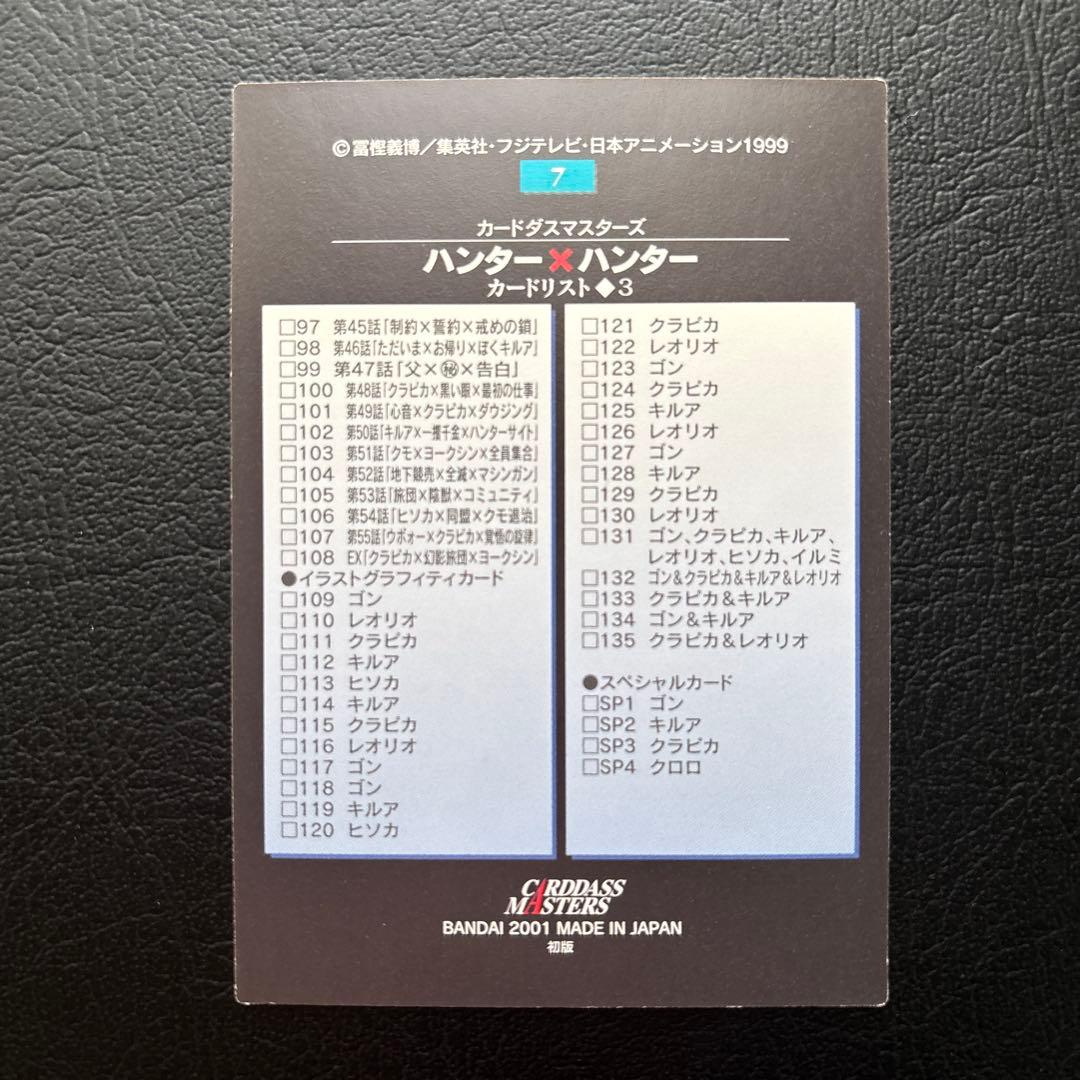 ©冨樫義博／集英社・フジテレビ・日本アニメーション1999
7
カードダスマスターズ
ハンター×ハンター
カードリスト◆3
□97 第45話「制約×誓約×戒めの鎖」
□98 第46話「ただいま×お帰り×ぼくキルア」
□99 第47話「父×㊙×告白」
□100 第48話「クラピカ×黒い眼×最初の仕事」
□101 第49話「心音×クラピカ×ダウジング」
□102 第50話「キルア×一攫千金×ハンターサイト」
□103 第51話「クモ×ヨークシン×全員集合」
□104 第52話「地下競売×全滅×マシンガン」
□105 第53話「旅団×陰獣×コミュニティ」
□106 第54話「ヒソカ×同盟×クモ退治」
□107 第55話「ウボォー×クラピカ×覚悟の旋律」
□108 EX「クラピカ×幻影旅団×ヨークシン」
●イラストグラフィティカード
□109 ゴン
□110 レオリオ
□111 クラピカ
□112 キルア
□113 ヒソカ
□114 キルア
□115 クラピカ
□116 レオリオ
□117 ゴン
□118 ゴン
□119 キルア
□120 ヒソカ
□121 クラピカ
□122 レオリオ
□123 ゴン
□124 クラピカ
□125 キルア
□126 レオリオ
□127 ゴン
□128 キルア
□129 クラピカ
□130 レオリオ
□131 ゴン、クラピカ、キルア、
レオリオ、ヒソカ、イルミ
□132 ゴン&クラピカ&キルア&レオリオ
□133 クラピカ&キルア
□134 ゴン&キルア
□135 クラピカ&レオリオ
●スペシャルカード
□SP1 ゴン
□SP2 キルア
□SP3 クラピカ
□SP4 クロロ
CARDDASS
MASTERS
BANDAI 2001 MADE IN JAPAN
初版